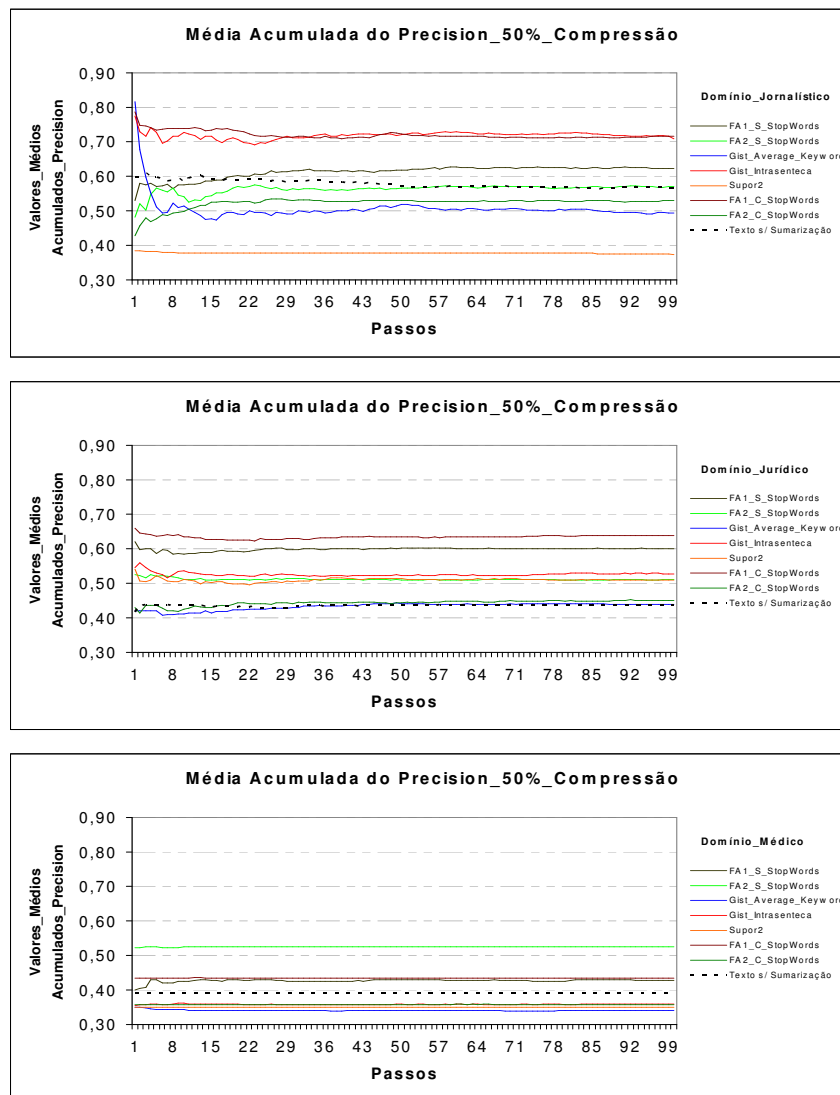 Média Acumulada do Precision_50%_Compressão
Valores_Médios
Acumulados_Precision
0,90
0,80
0,70
0,60
0,50
0,40
0,30
1 8 15 22 29 36 43 50 57 64 71 78 85 92 99
Passos
Domínio_Jornalístico
FA1_S_StopWords
FA2_S_StopWords
Gist_Average_Keyword
Gist_Intrasenteca
Supor2
FA1_C_StopWords
FA2_C_StopWords
Texto s/ Sumarização
Média Acumulada do Precision_50%_Compressão
Valores_Médios
Acumulados_Precision
0,90
0,80
0,70
0,60
0,50
0,40
0,30
1 8 15 22 29 36 43 50 57 64 71 78 85 92 99
Passos
Domínio_Jurídico
FA1_S_StopWords
FA2_S_StopWords
Gist_Average_Keyword
Gist_Intrasenteca
Supor2
FA1_C_StopWords
FA2_C_StopWords
Texto s/ Sumarização
Média Acumulada do Precision_50%_Compressão
Valores_Médios
Acumulados_Precision
0,90
0,80
0,70
0,60
0,50
0,40
0,30
1 8 15 22 29 36 43 50 57 64 71 78 85 92 99
Passos
Domínio_Médico
FA1_S_StopWords
FA2_S_StopWords
Gist_Average_Keyword
Gist_Intrasenteca
Supor2
FA1_C_StopWords
FA2_C_StopWords
Texto s/ Sumarização